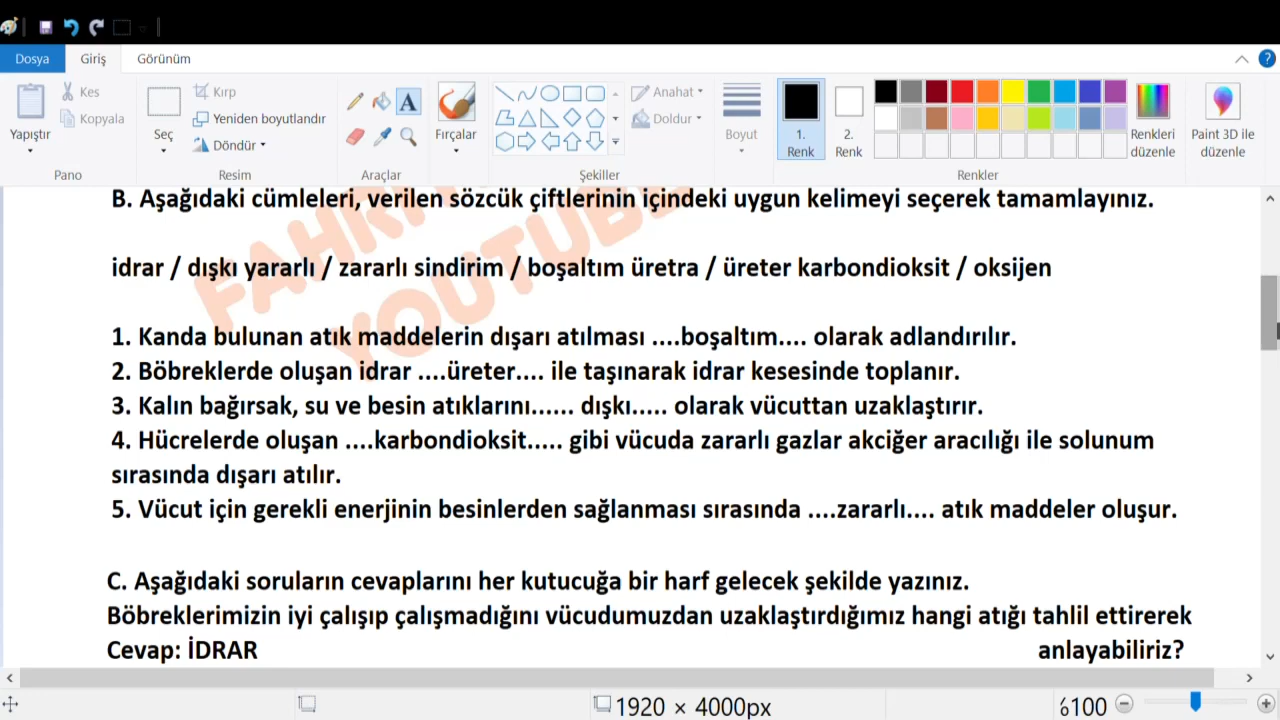 Dosya Giriş Görünüm
Yapıştır
Kes
Kopyala
Pano
Seç
Kırp
Yeniden boyutlandır
Döndür
Resim
A
Araçlar
Fırçalar
Anahat
Doldur
Şekiller
Boyut
1. Renk
2. Renk
Renkleri düzenle
Paint 3D ile düzenle
Renkler
YOUTUBE
B. Aşağıdaki cümleleri, verilen sözcük çiftlerinin içindeki uygun kelimeyi seçerek tamamlayınız.
idrar / dışkı yararlı / zararlı sindirim / boşaltım üretra / üreter karbondioksit / oksijen
1. Kanda bulunan atık maddelerin dışarı atılması ....boşaltım.... olarak adlandırılır.
2. Böbreklerde oluşan idrar ....üreter.... ile taşınarak idrar kesesinde toplanır.
3. Kalın bağırsak, su ve besin atıklarını...... dışkı..... olarak vücuttan uzaklaştırır.
4. Hücrelerde oluşan ....karbondioksit..... gibi vücuda zararlı gazlar akciğer aracılığı ile solunum
sırasında dışarı atılır.
5. Vücut için gerekli enerjinin besinlerden sağlanması sırasında ....zararlı.... atık maddeler oluşur.
C. Aşağıdaki soruların cevaplarını her kutucuğa bir harf gelecek şekilde yazınız.
Böbreklerimizin iyi çalışıp çalışmadığını vücudumuzdan uzaklaştırdığımız hangi atığı tahlil ettirerek
Cevap: İDRAR anlayabiliriz?
1920 × 4000px
100